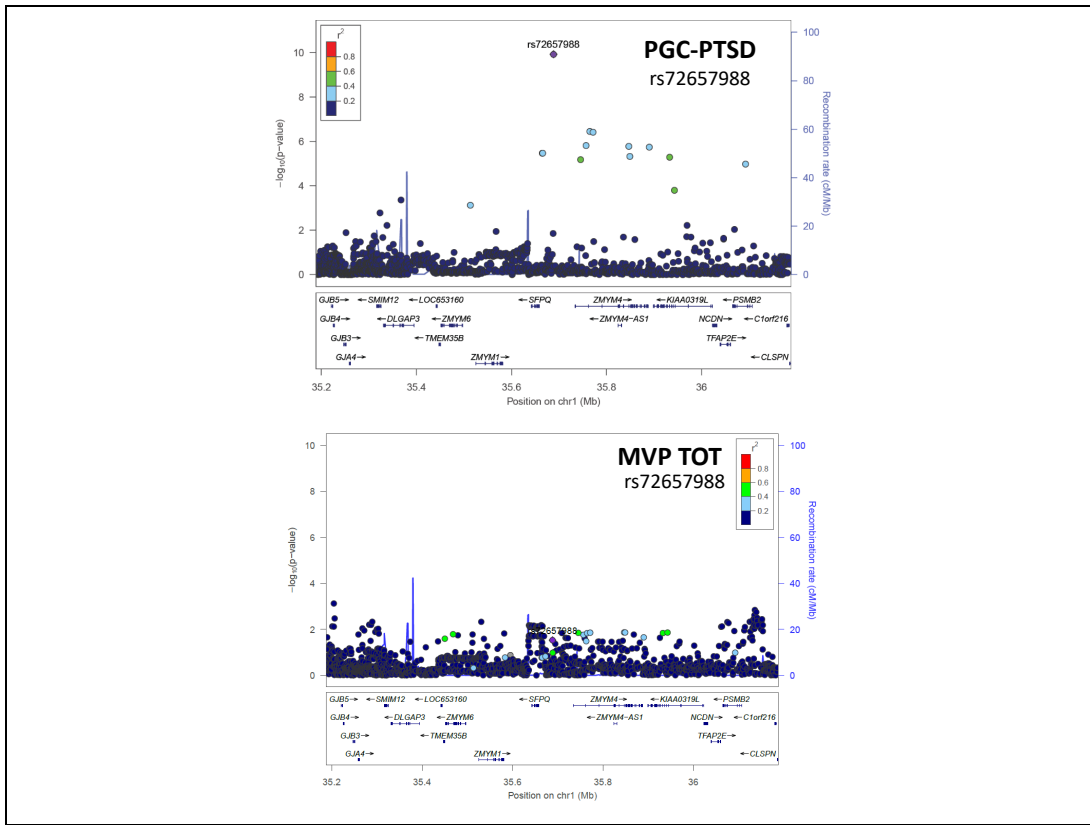 r²
0.8
0.6
0.4
0.2
rs72657988
PGC-PTSD
rs72657988
10
8
6
4
2
0
−log₁₀(p−value)
100
80
60
40
20
0
Recombination rate (cM/Mb)
GJB5→ ←SMIM12 ←LOC653160 ←SFPQ ZMYM4→ ←KIAA0319L →PSMB2
GJB4→ ←DLGAP3 ←ZMYM6 ←ZMYM4−AS1 NCDN→ ←C1orf216
GJB3→ ←TMEM35B TFAP2E→
GJA4→ ZMYM1→ ←CLSPN
35.2 35.4 35.6 35.8 36
Position on chr1 (Mb)
MVP TOT
rs72657988
r²
0.8
0.6
0.4
0.2
10
8
6
4
2
0
−log₁₀(p−value)
100
80
60
40
20
0
Recombination rate (cM/Mb)
GJB5→ ←SMIM12 ←LOC653160 ←SFPQ ZMYM4→ ←KIAA0319L ←PSMB2
GJB4→ ←DLGAP3 ←ZMYM6 ←ZMYM4−AS1 NCDN→ ←C1orf216
GJB3→ ←TMEM35B TFAP2E→
GJA4→ ZMYM1→ ←CLSPN
35.2 35.4 35.6 35.8 36
Position on chr1 (Mb)